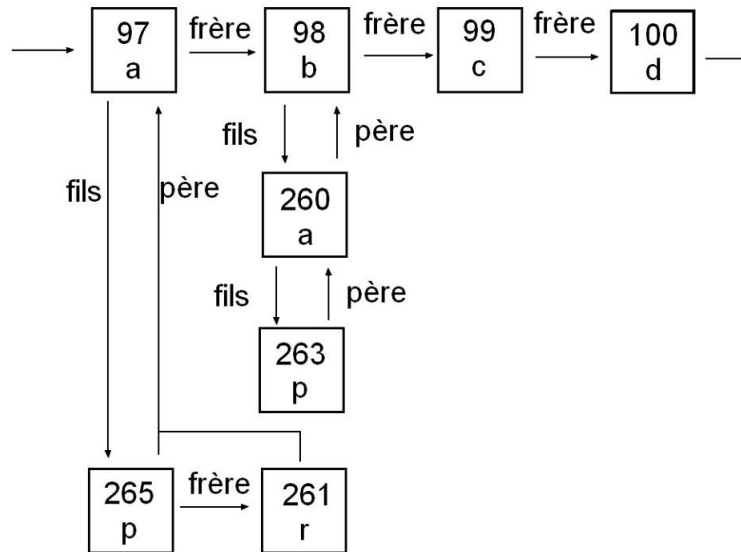 97 frère 98 frère 99 frère 100
a b c d
fils père
fils père
260
a
fils père
263
p
265 frère 261
p r